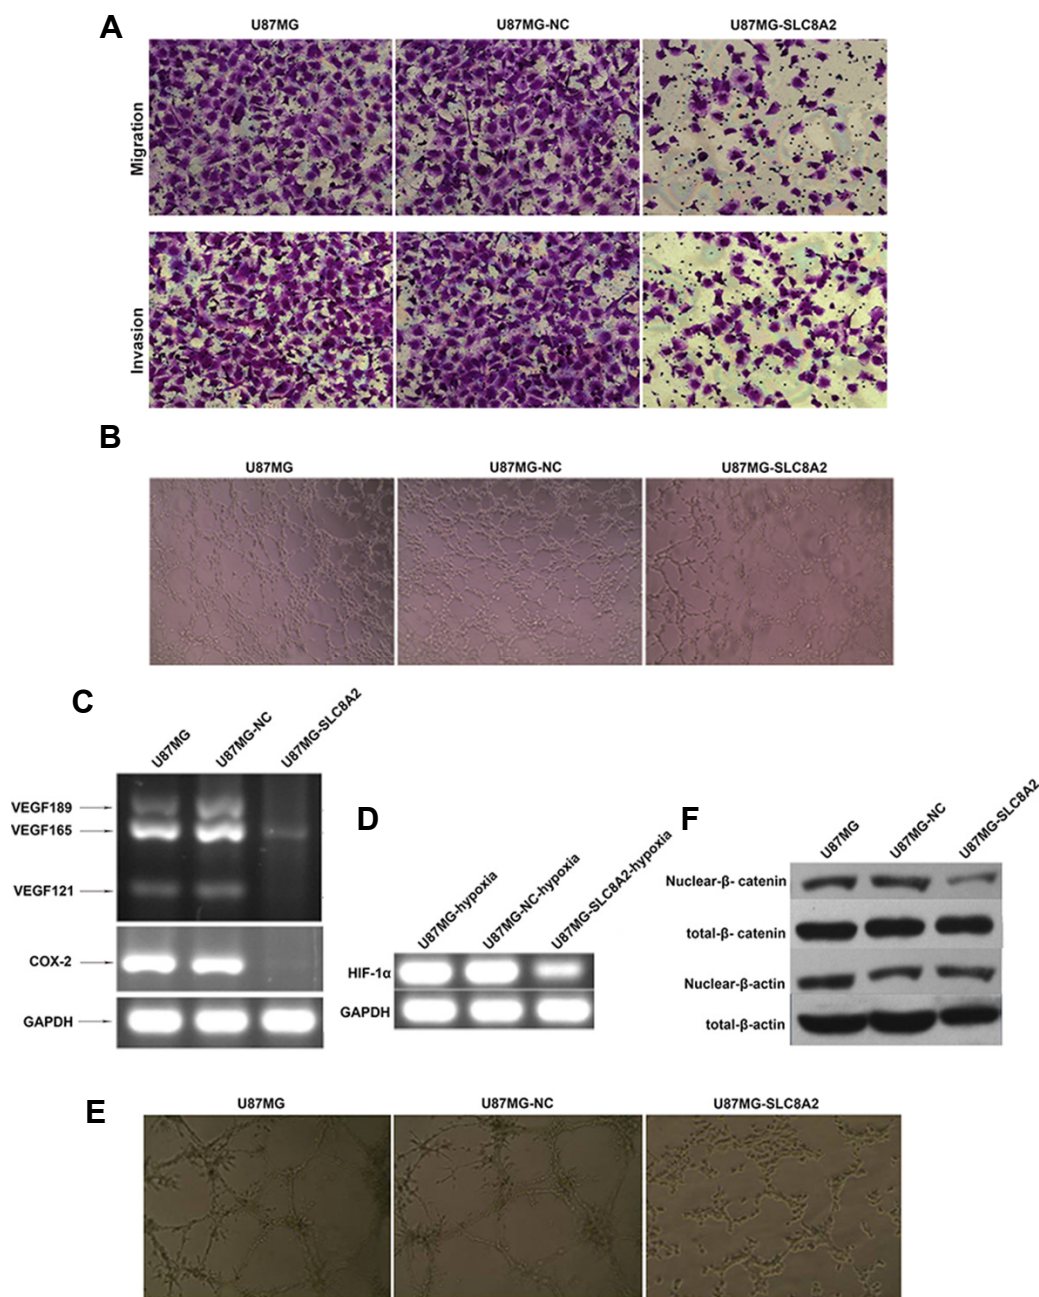 A
U87MG
U87MG-NC
U87MG-SLC8A2
Migration
Invasion
B
U87MG
U87MG-NC
U87MG-SLC8A2
C
U87MG
U87MG-NC
U87MG-SLC8A2
VEGF189
VEGF165
VEGF121
COX-2
GAPDH
D
U87MG-hypoxia
U87MG-NC-hypoxia
U87MG-SLC8A2-hypoxia
HIF-1α
GAPDH
F
U87MG
U87MG-NC
U87MG-SLC8A2
Nuclear-β- catenin
total-β- catenin
Nuclear-β-actin
total-β-actin
E
U87MG
U87MG-NC
U87MG-SLC8A2